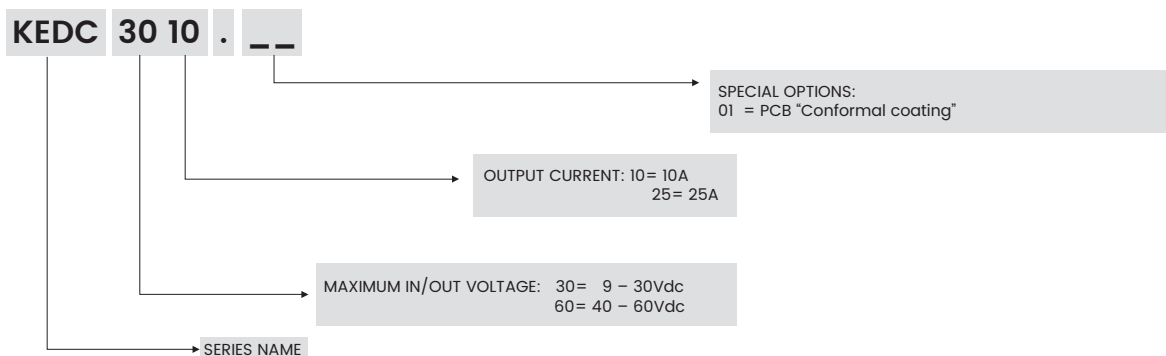 KEDC 30 10 . _ _
SPECIAL OPTIONS:
01 = PCB “Conformal coating”
OUTPUT CURRENT: 10= 10A
25= 25A
MAXIMUM IN/OUT VOLTAGE: 30= 9 – 30Vdc
60= 40 – 60Vdc
SERIES NAME